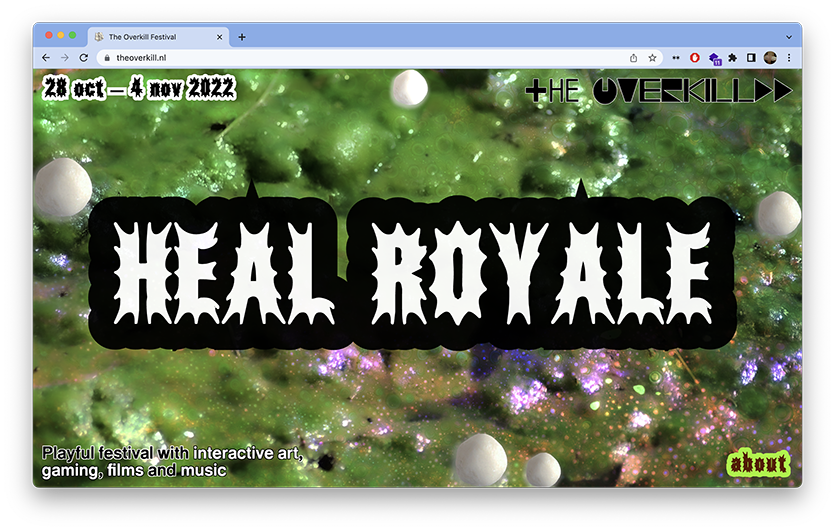 The Overkill Festival
theoverkill.nl
11
28 oct – 4 nov 2022
THE OVERKILL
HEAL ROYALE
Playful festival with interactive art,
gaming, films and music
about